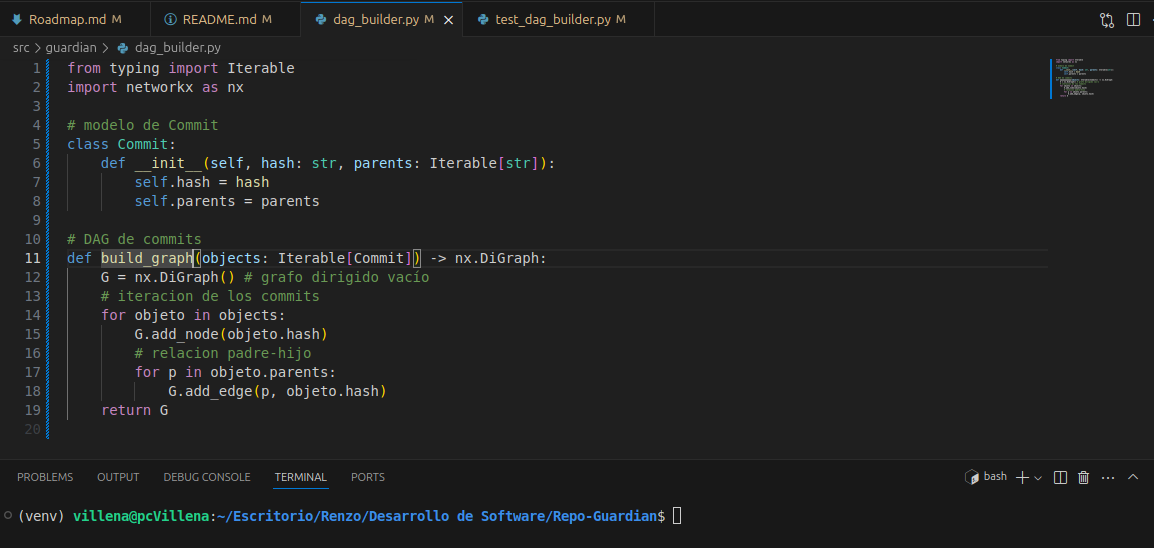 Roadmap.md M README.md M dag_builder.py M test_dag_builder.py M
src > guardian > dag_builder.py
1 from typing import Iterable
2 import networkx as nx
3
4 # modelo de Commit
5 class Commit:
6     def __init__(self, hash: str, parents: Iterable[str]):
7         self.hash = hash
8         self.parents = parents
9
10 # DAG de commits
11 def build_graph(objects: Iterable[Commit]) -> nx.DiGraph:
12     G = nx.DiGraph() # grafo dirigido vacío
13     # iteracion de los commits
14     for objeto in objects:
15         G.add_node(objeto.hash)
16         # relacion padre-hijo
17         for p in objeto.parents:
18             G.add_edge(p, objeto.hash)
19     return G
20
PROBLEMS OUTPUT DEBUG CONSOLE TERMINAL PORTS bash
(venv) villena@pcVillena:~/Escritorio/Renzo/Desarrollo de Software/Repo-Guardian$